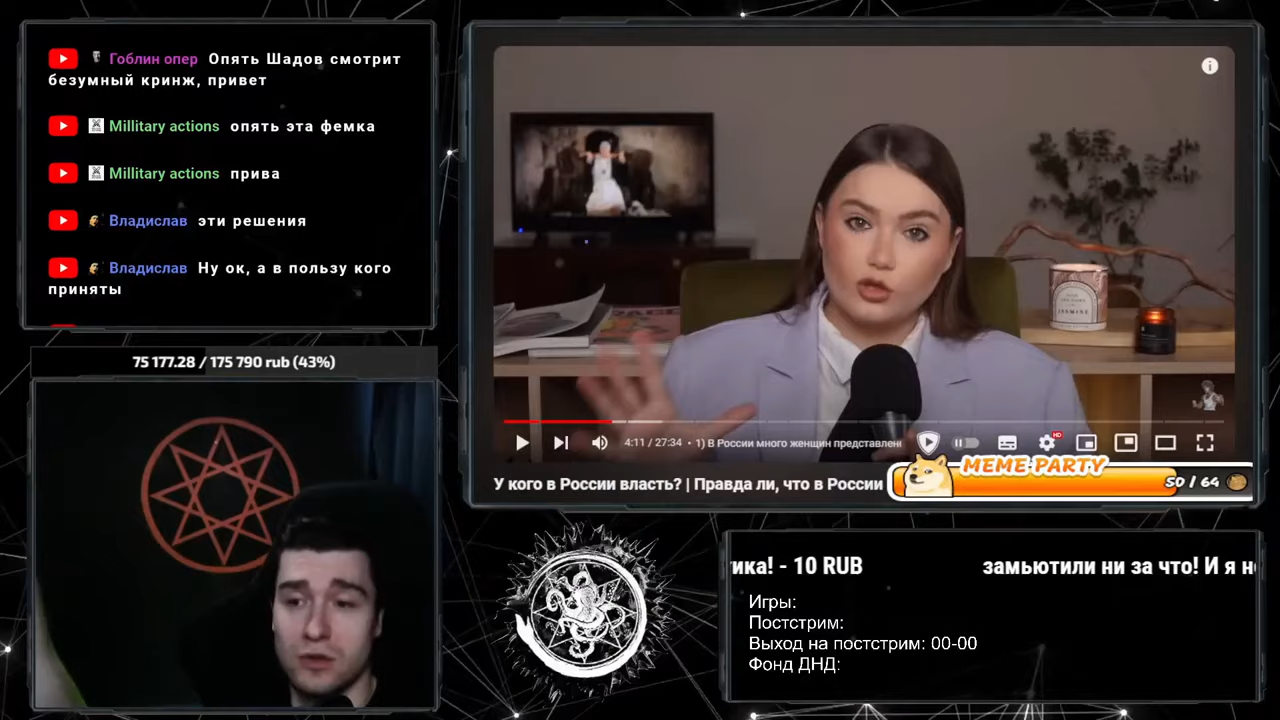 Гоблин опер Опять Шадов смотрит
безумный кринж, привет
Millitary actions опять эта фемка
Millitary actions прива
Владислав эти решения
Владислав Ну ок, а в пользу кого
приняты
75 177.28 / 175 790 rub (43%)
JASMINE
4:11 / 27:34 • 1) В России много женщин представлен
HD
MEME PARTY
50 / 64
У кого в России власть? | Правда ли, что в России
ика! - 10 RUB замьютили ни за что! И я н
Игры:
Постстрим:
Выход на постстрим: 00-00
Фонд ДНД: